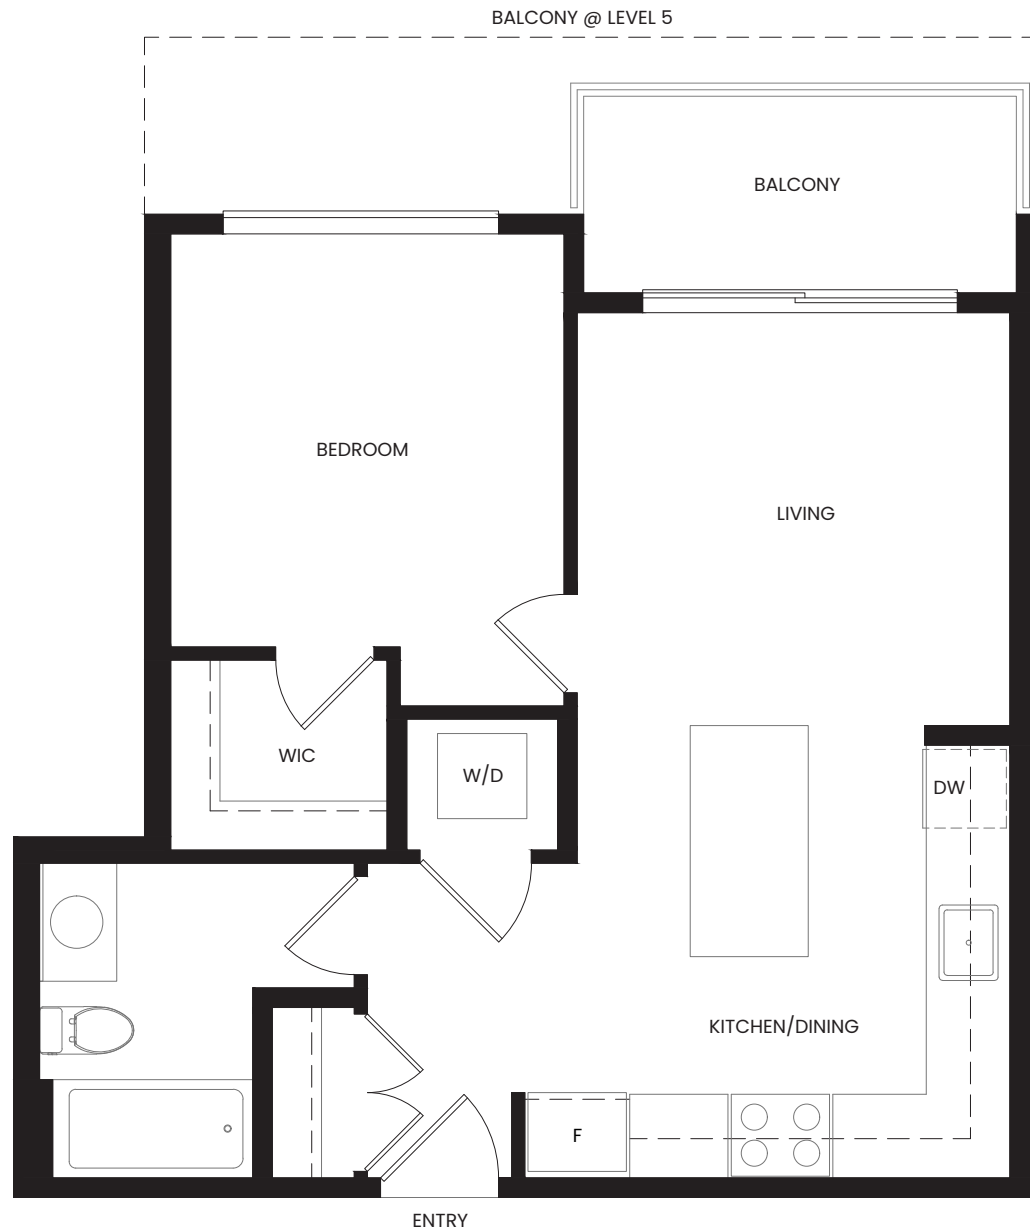 BALCONY @ LEVEL 5
BALCONY
BEDROOM
LIVING
WIC
W/D
DW
KITCHEN/DINING
F
ENTRY